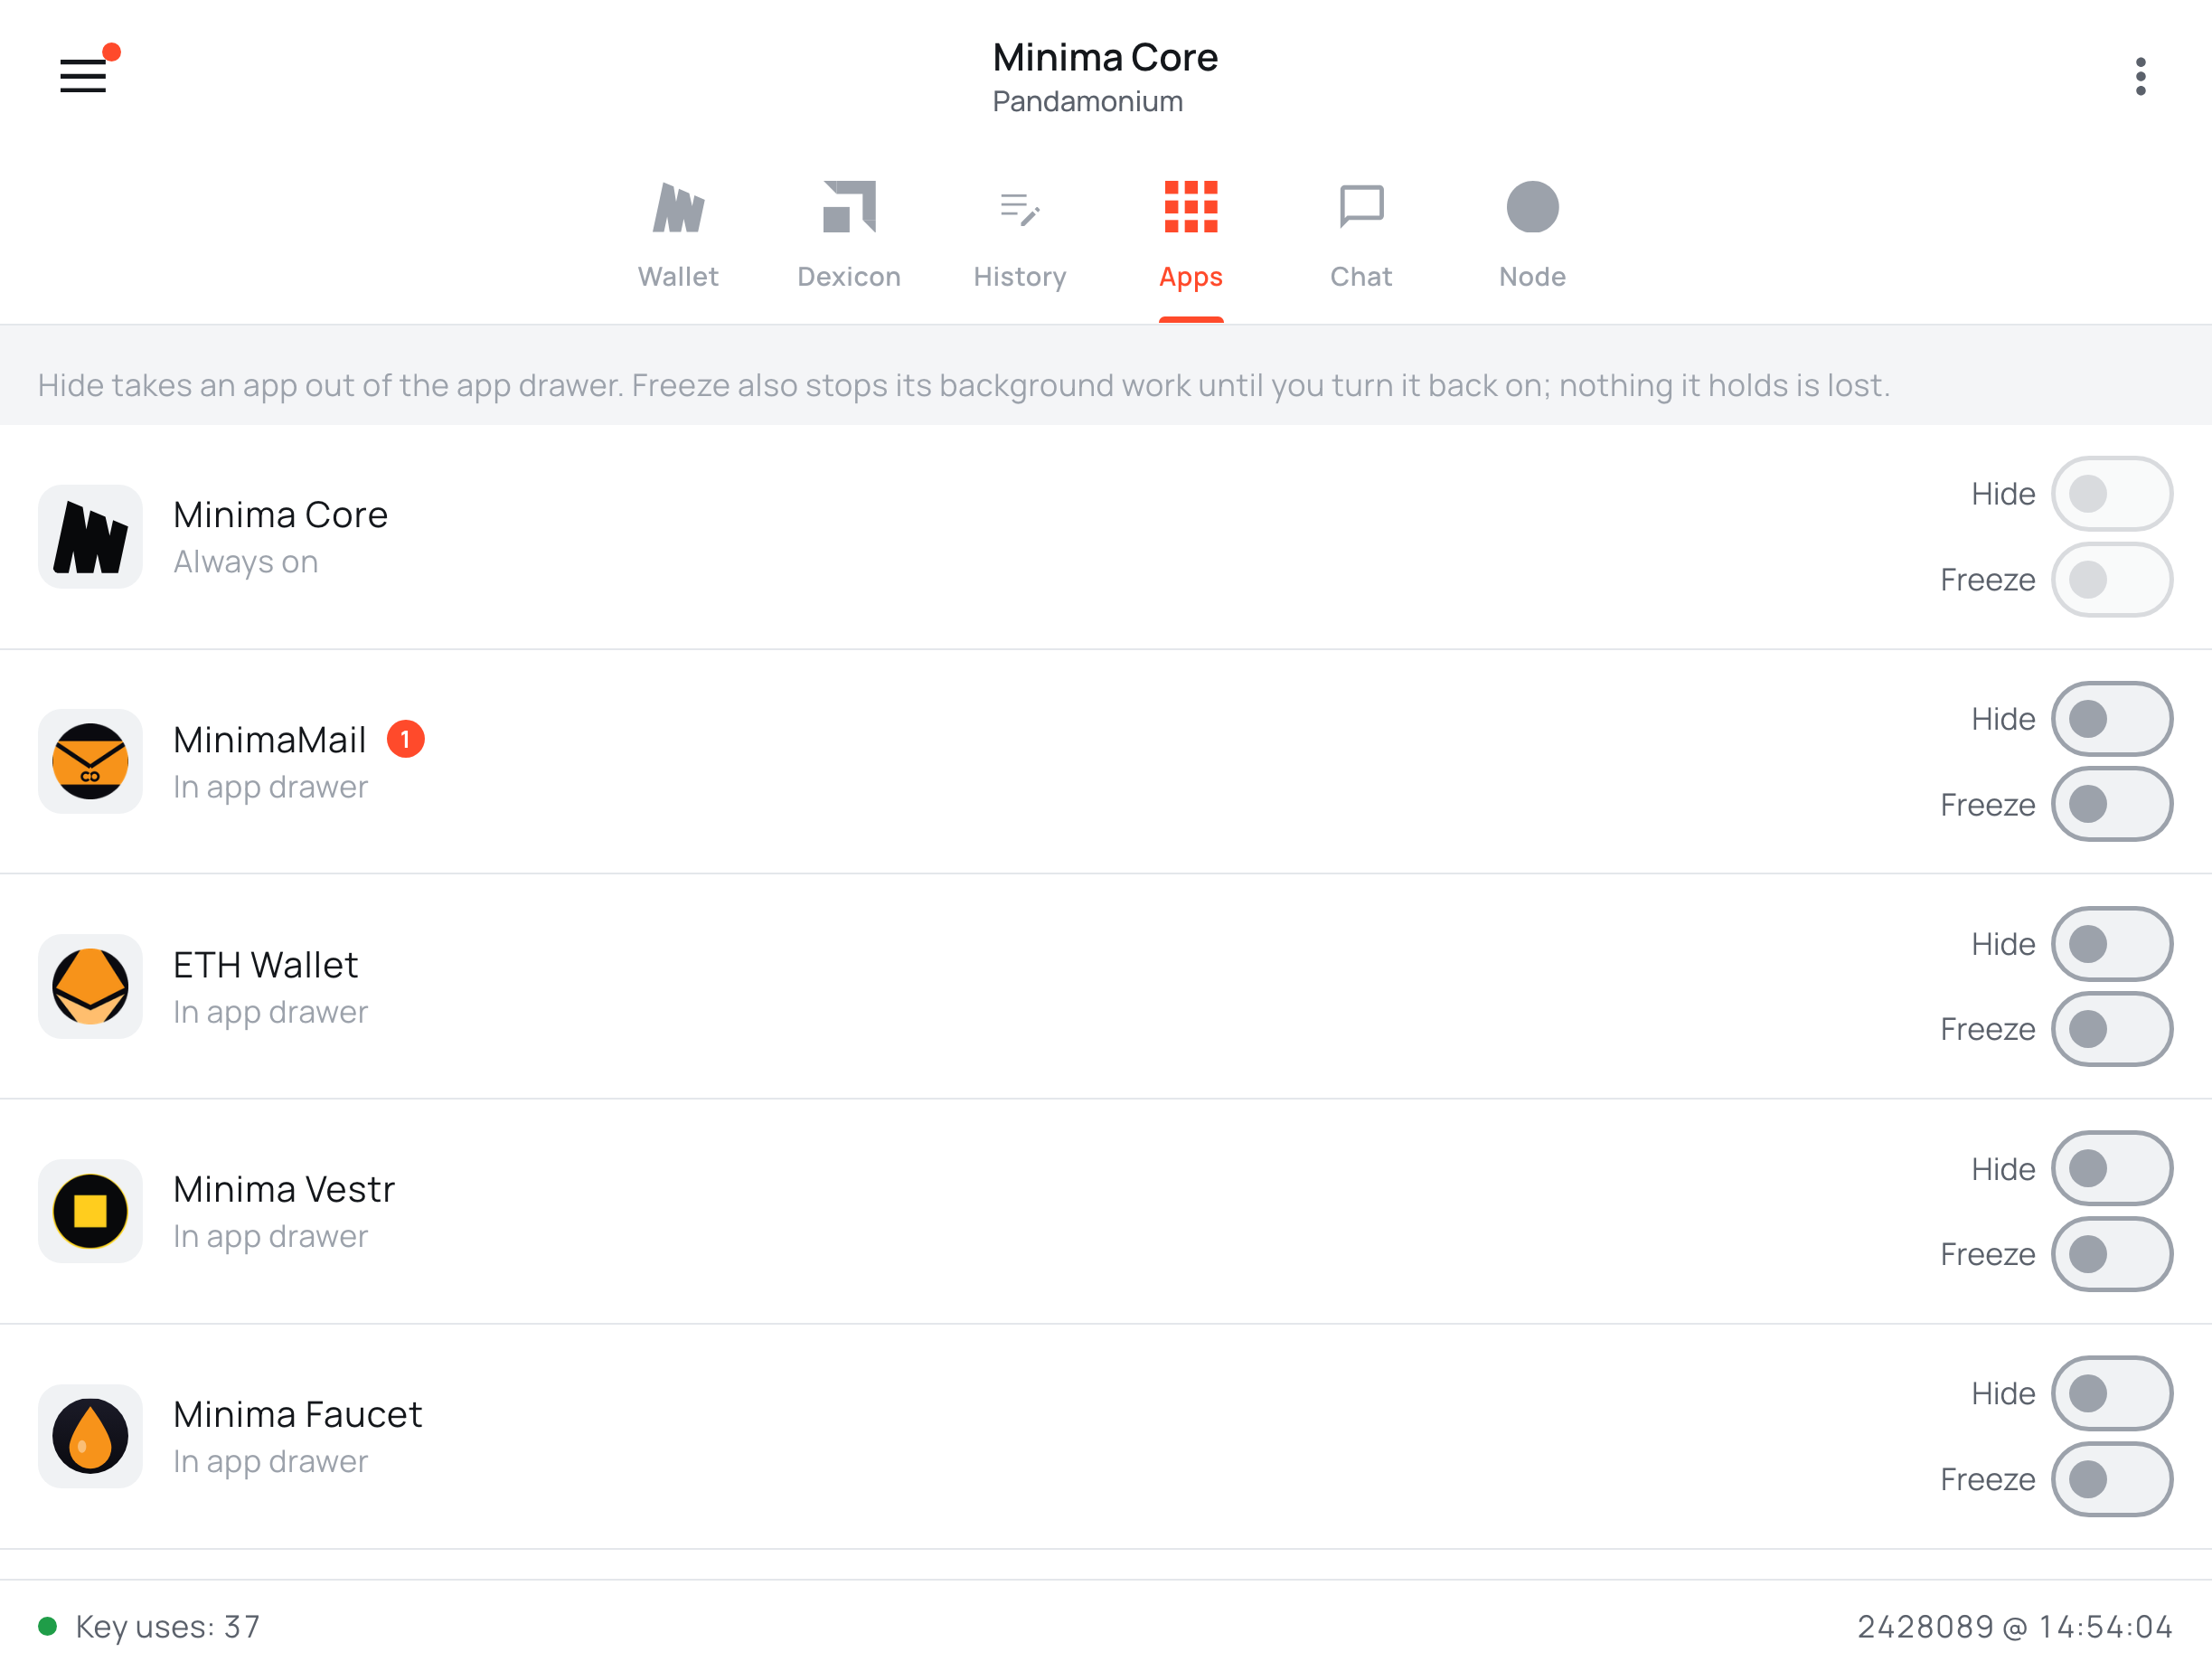 Minima Core
Pandamonium
Wallet
Dexicon
History
Apps
Chat
Node
Hide takes an app out of the app drawer. Freeze also stops its background work until you turn it back on; nothing it holds is lost.
Minima Core
Always on
Hide
Freeze
MinimaMail 1
In app drawer
Hide
Freeze
ETH Wallet
In app drawer
Hide
Freeze
Minima Vestr
In app drawer
Hide
Freeze
Minima Faucet
In app drawer
Hide
Freeze
Key uses: 37
2428089 @ 14:54:04